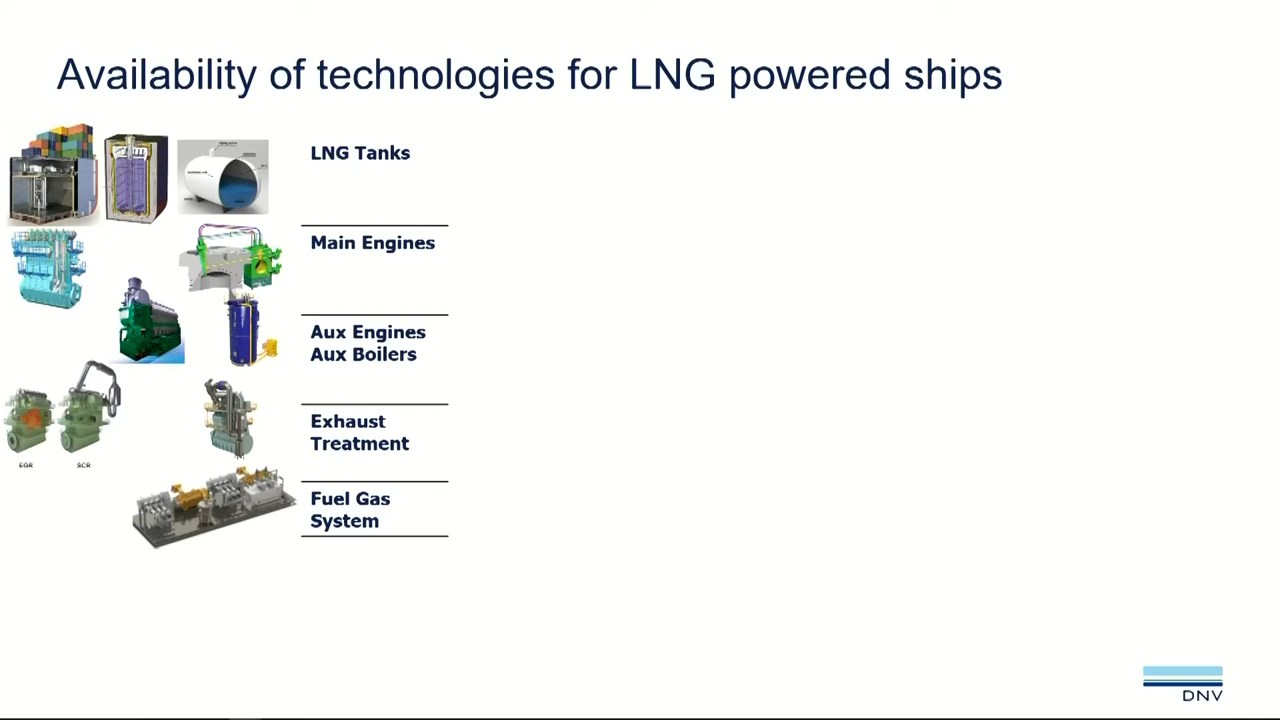 Availability of technologies for LNG powered ships
LNG Tanks
Main Engines
Aux Engines
Aux Boilers
Exhaust
Treatment
EGR
SCR
Fuel Gas
System
DNV